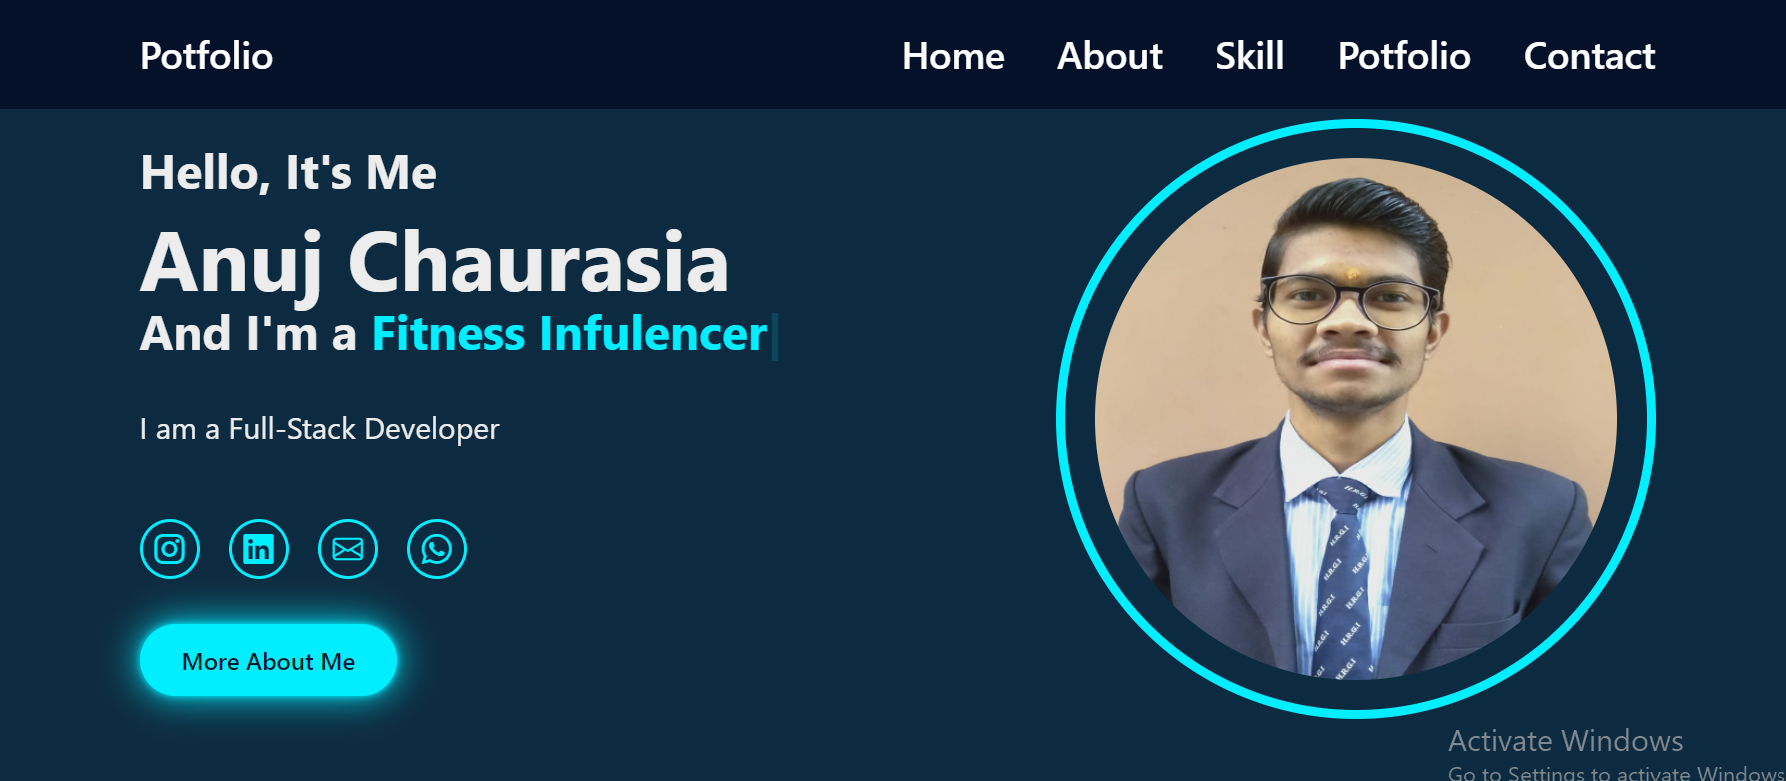 Potfolio
Home About Skill Potfolio Contact
Hello, It's Me
Anuj Chaurasia
And I'm a Fitness Infulencer
I am a Full-Stack Developer
in
More About Me
H.R.G.I
H.R.G.I
H.R.G.I
H.R.G.I
H.R.G.I
H.R.G.I
H.R.G.I
H.R.G.I
Activate Windows
Go to Settings to activate Windows